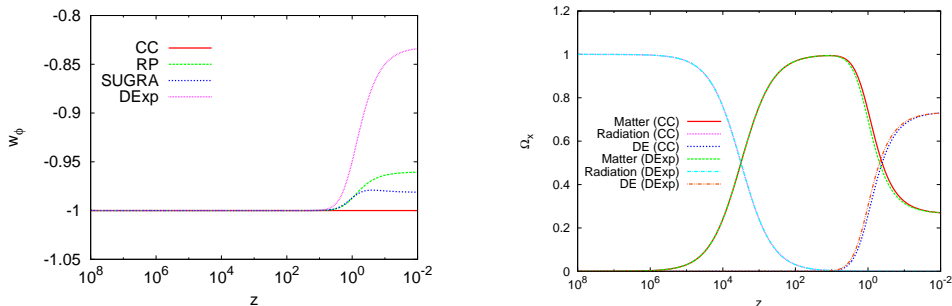 -0.8
-0.85
-0.9
-0.95
-1
-1.05
w_ϕ
CC
RP
SUGRA
DExp
10^8
10^6
10^4
10^2
10^0
10^-2
z
1.2
1
0.8
0.6
0.4
0.2
0
Ω_x
Matter (CC)
Radiation (CC)
DE (CC)
Matter (DExp)
Radiation (DExp)
DE (DExp)
10^8
10^6
10^4
10^2
10^0
10^-2
z